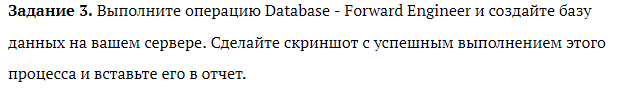 Задание 3. Выполните операцию Database - Forward Engineer и создайте базу
данных на вашем сервере. Сделайте скриншот с успешным выполнением этого
процесса и вставьте его в отчет.